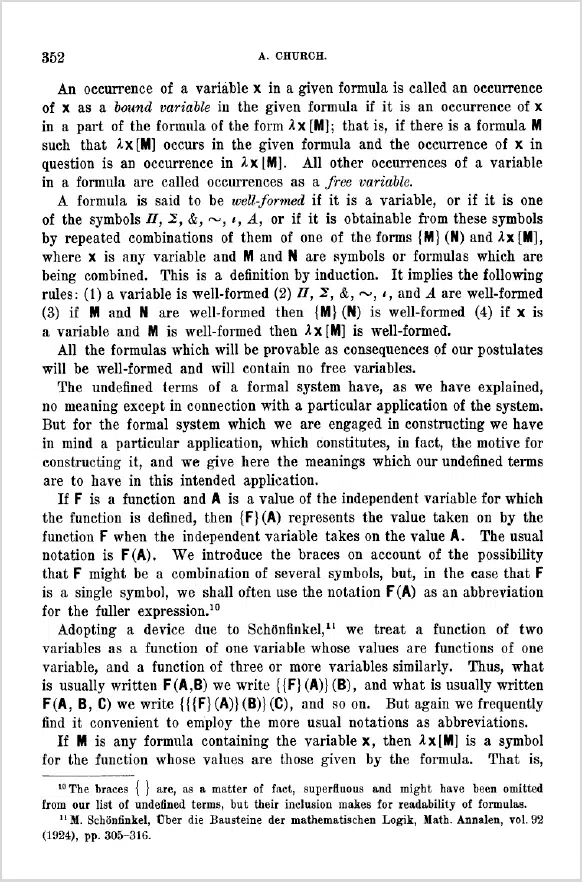 352
A. CHURCH.
An occurrence of a variable x in a given formula is called an occurrence
of x as a bound variable in the given formula if it is an occurrence of x
in a part of the formula of the form λx[M]; that is, if there is a formula M
such that λx[M] occurs in the given formula and the occurrence of x in
question is an occurrence in λx[M]. All other occurrences of a variable
in a formula are called occurrences as a free variable.
A formula is said to be well-formed if it is a variable, or if it is one
of the symbols Π, Σ, &, ~, ι, A, or if it is obtainable from these symbols
by repeated combinations of them of one of the forms {M}(N) and λx[M],
where x is any variable and M and N are symbols or formulas which are
being combined. This is a definition by induction. It implies the following
rules: (1) a variable is well-formed (2) Π, Σ, &, ~, ι, and A are well-formed
(3) if M and N are well-formed then {M}(N) is well-formed (4) if x is
a variable and M is well-formed then λx[M] is well-formed.
All the formulas which will be provable as consequences of our postulates
will be well-formed and will contain no free variables.
The undefined terms of a formal system have, as we have explained,
no meaning except in connection with a particular application of the system.
But for the formal system which we are engaged in constructing we have
in mind a particular application, which constitutes, in fact, the motive for
constructing it, and we give here the meanings which our undefined terms
are to have in this intended application.
If F is a function and A is a value of the independent variable for which
the function is defined, then {F}(A) represents the value taken on by the
function F when the independent variable takes on the value A. The usual
notation is F(A). We introduce the braces on account of the possibility
that F might be a combination of several symbols, but, in the case that F
is a single symbol, we shall often use the notation F(A) as an abbreviation
for the fuller expression.¹⁰
Adopting a device due to Schönfinkel,¹¹ we treat a function of two
variables as a function of one variable whose values are functions of one
variable, and a function of three or more variables similarly. Thus, what
is usually written F(A,B) we write {{F}(A)}(B), and what is usually written
F(A, B, C) we write {{{F}(A)}(B)}(C), and so on. But again we frequently
find it convenient to employ the more usual notations as abbreviations.
If M is any formula containing the variable x, then λx[M] is a symbol
for the function whose values are those given by the formula. That is,
¹⁰ The braces { } are, as a matter of fact, superfluous and might have been omitted
from our list of undefined terms, but their inclusion makes for readability of formulas.
¹¹ M. Schönfinkel, Über die Bausteine der mathematischen Logik, Math. Annalen, vol. 92
(1924), pp. 305-316.